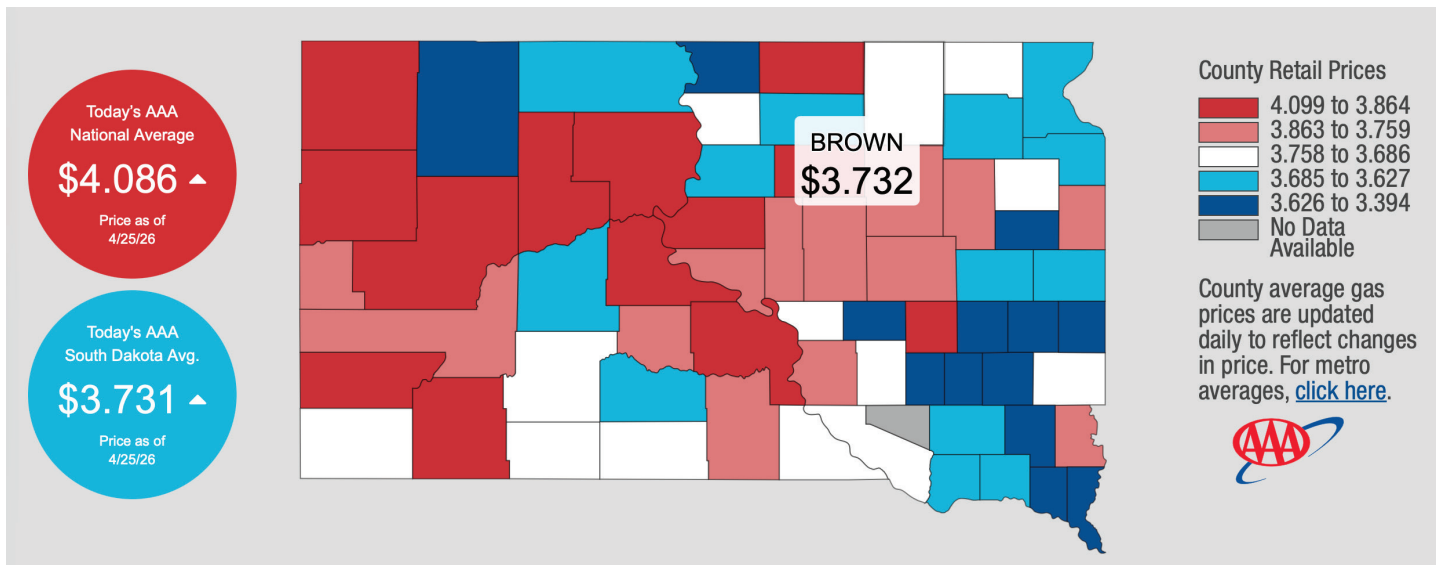 Today's AAA
National Average
$4.086
Price as of
4/25/26
Today's AAA
South Dakota Avg.
$3.731
Price as of
4/25/26
BROWN
$3.732
County Retail Prices
4.099 to 3.864
3.863 to 3.759
3.758 to 3.686
3.685 to 3.627
3.626 to 3.394
No Data
Available
County average gas
prices are updated
daily to reflect changes
in price. For metro
averages, click here.
AAA